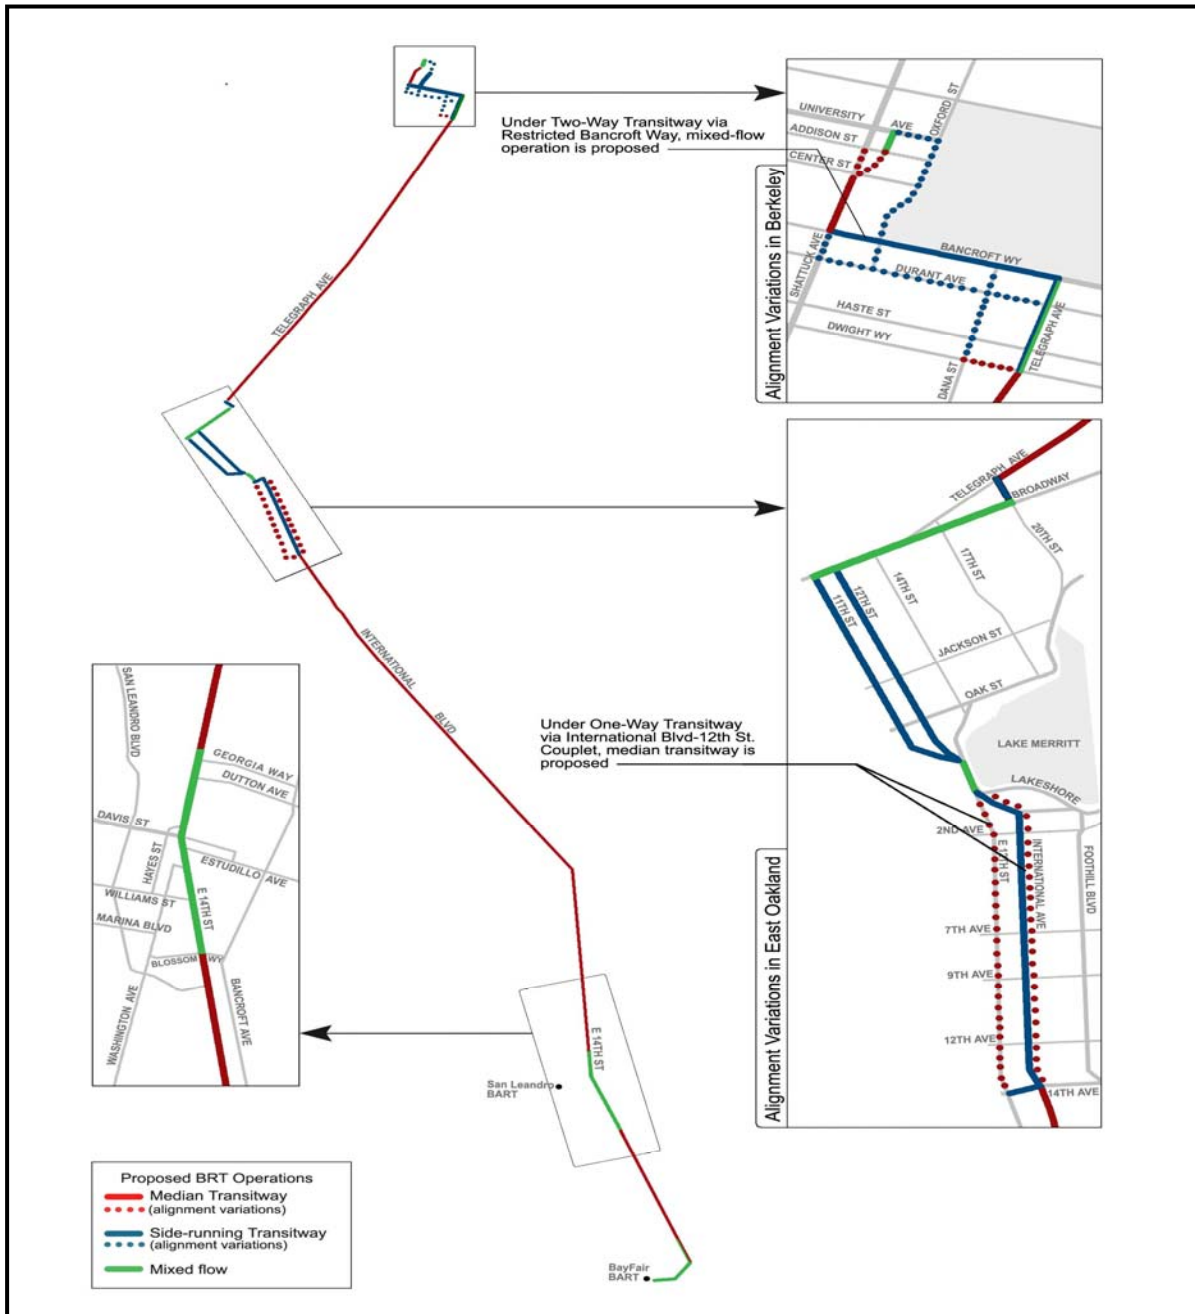 Under Two-Way Transitway via
Restricted Bancroft Way, mixed-flow
operation is proposed
TELEGRAPH AVE
INTERNATIONAL
BLVD
E 14TH ST
San Leandro
BART
BayFair
BART
Alignment Variations in Berkeley
UNIVERSITY
AVE
OXFORD ST
ADDISON ST
CENTER ST
SHATTUCK AVE
BANCROFT WY
DURANT AVE
HASTE ST
DWIGHT WY
DANA ST
TELEGRAPH AVE
Alignment Variations in East Oakland
TELEGRAPH AVE
BROADWAY
20TH ST
17TH ST
14TH ST
12TH ST
11TH ST
JACKSON ST
OAK ST
LAKE MERRITT
LAKESHORE
2ND AVE
E 12TH ST
INTERNATIONAL AVE
FOOTHILL BLVD
7TH AVE
9TH AVE
12TH AVE
14TH AVE
Under One-Way Transitway
via International Blvd-12th St.
Couplet, median transitway is
proposed
SAN LEANDRO BLVD
GEORGIA WAY
DUTTON AVE
DAVIS ST
HAYES ST
ESTUDILLO AVE
WILLIAMS ST
E 14TH ST
MARINA BLVD
BLOSSOM WY
WASHINGTON AVE
BANCROFT AVE
Proposed BRT Operations
Median Transitway
(alignment variations)
Side-running Transitway
(alignment variations)
Mixed flow